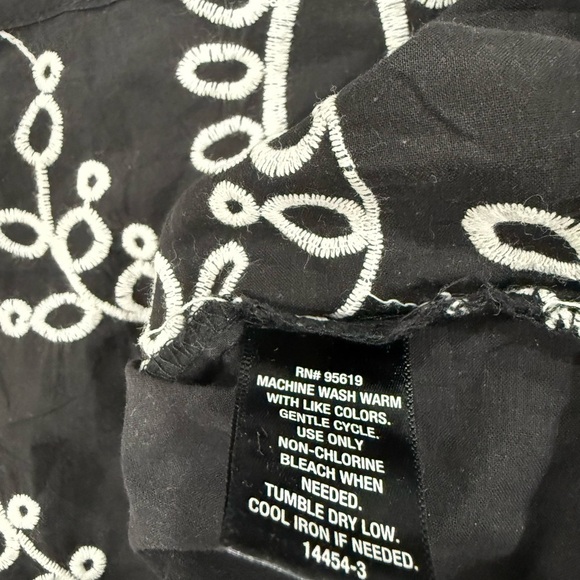 RN# 95619
MACHINE WASH WARM
WITH LIKE COLORS.
GENTLE CYCLE.
USE ONLY
NON-CHLORINE
BLEACH WHEN
NEEDED.
TUMBLE DRY LOW.
COOL IRON IF NEEDED.
14454-3